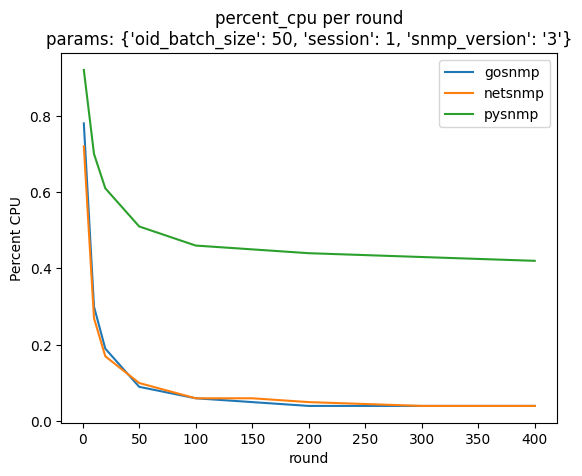 percent_cpu per round
params: {'oid_batch_size': 50, 'session': 1, 'snmp_version': '3'}
gosnmp
netsnmp
pysnmp
Percent CPU
0.8
0.6
0.4
0.2
0.0
0 50 100 150 200 250 300 350 400
round